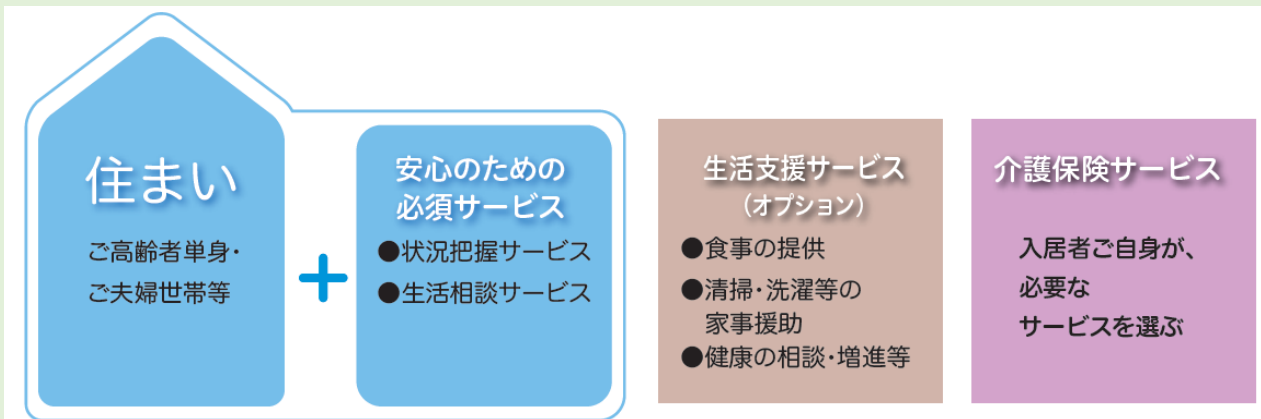 住まい
ご高齢者単身・
ご夫婦世帯等
+
安心のための
必須サービス
●状況把握サービス
●生活相談サービス
生活支援サービス
（オプション）
●食事の提供
●清掃・洗濯等の
家事援助
●健康の相談・増進等
介護保険サービス
入居者ご自身が、
必要な
サービスを選ぶ